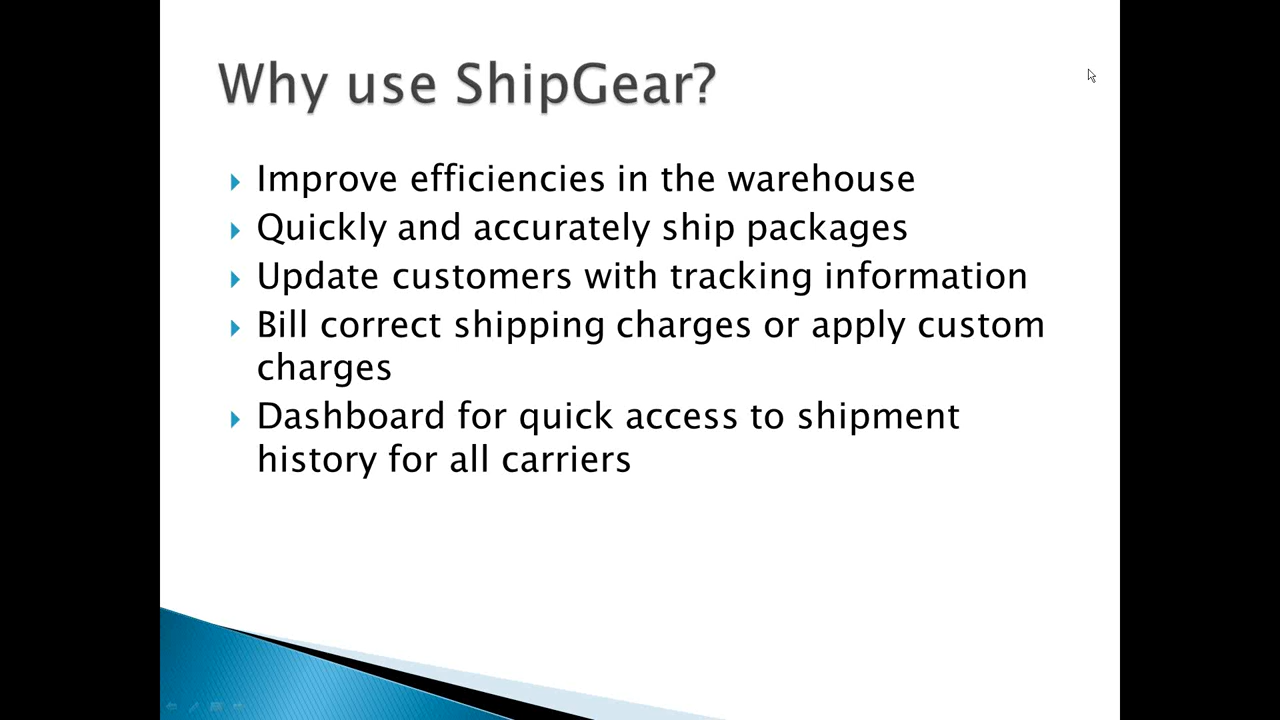 Why use ShipGear?
Improve efficiencies in the warehouse
Quickly and accurately ship packages
Update customers with tracking information
Bill correct shipping charges or apply custom
charges
Dashboard for quick access to shipment
history for all carriers